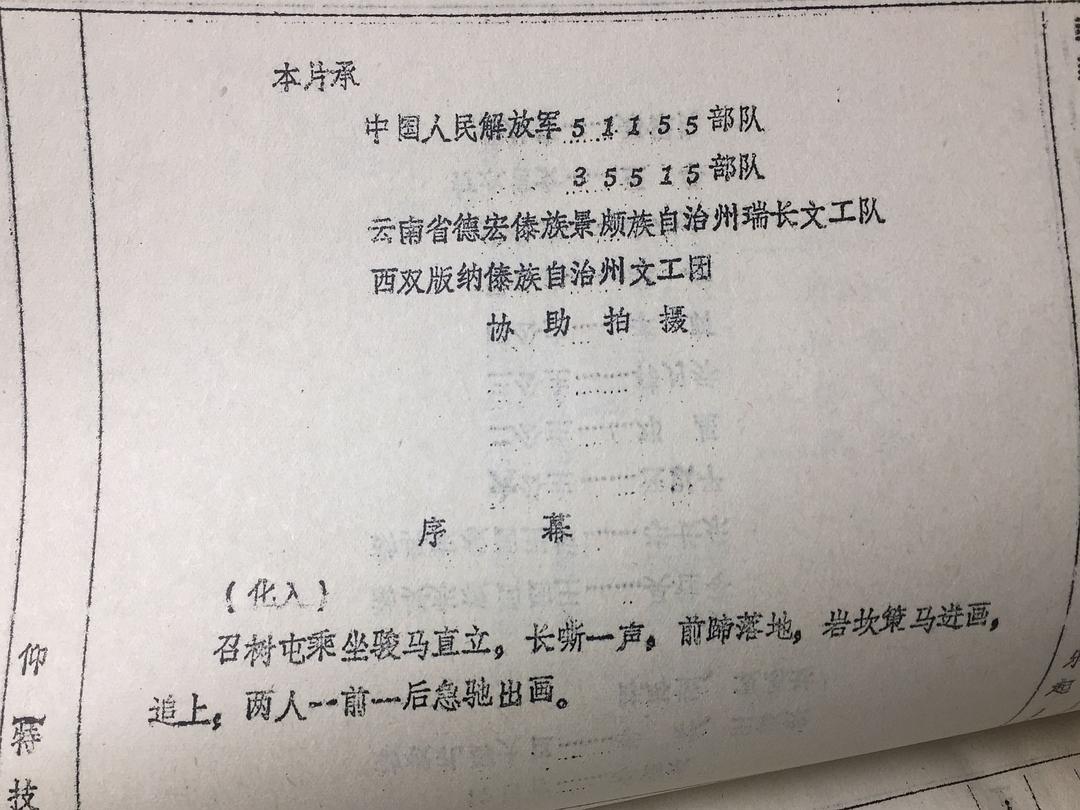 本片承
中国人民解放军51155部队
35515部队
云南省德宏傣族景颇族自治州瑞长文工队
西双版纳傣族自治州文工团
协助拍摄
序幕
(化入)
召树屯乘坐骏马直立，长嘶一声，前蹄落地，岩坎策马进画，
追上，两人一前一后急驰出画。
仰
(特
技